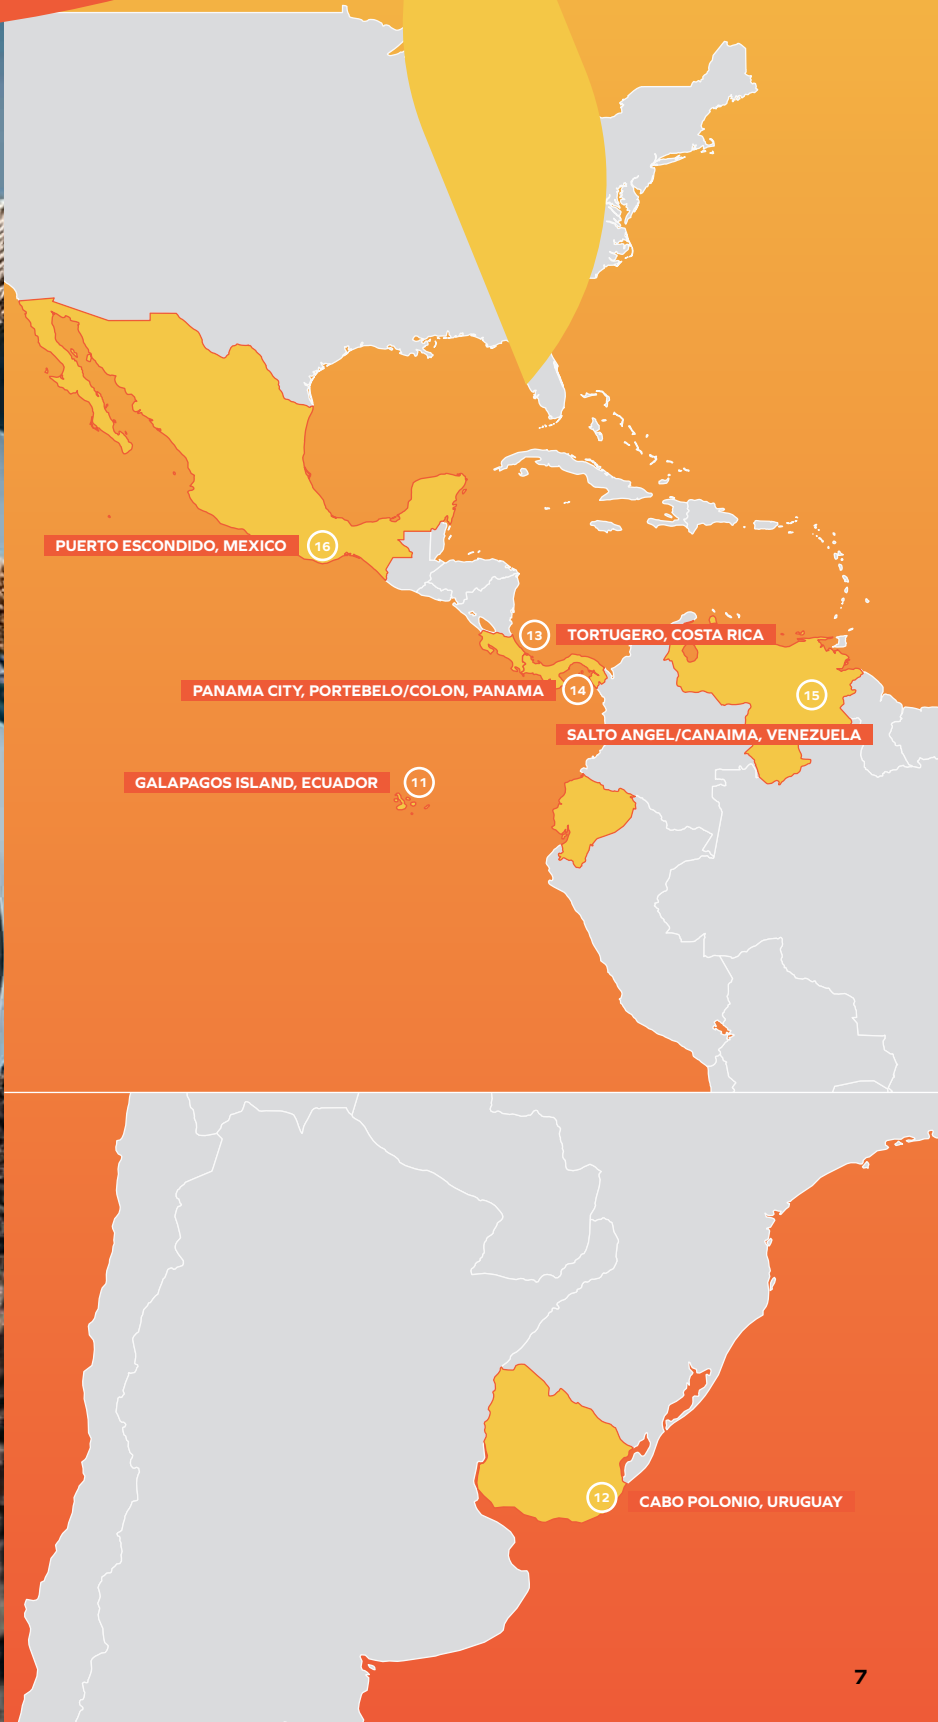 PUERTO ESCONDIDO, MEXICO
16
13
TORTUGERO, COSTA RICA
PANAMA CITY, PORTEBELO/COLON, PANAMA
14
15
SALTO ANGEL/CANAIMA, VENEZUELA
GALAPAGOS ISLAND, ECUADOR
11
12
CABO POLONIO, URUGUAY
7